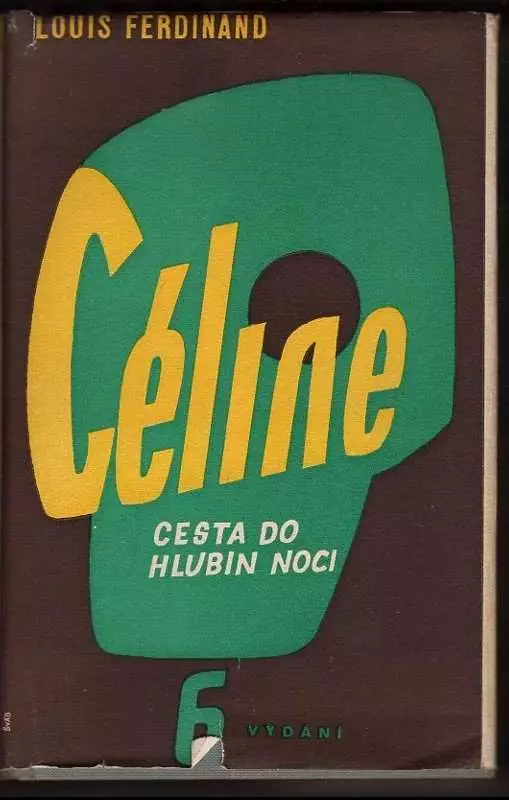 LOUIS FERDINAND
Céline
CESTA DO
HLUBIN NOCI
6 VYDÁNÍ